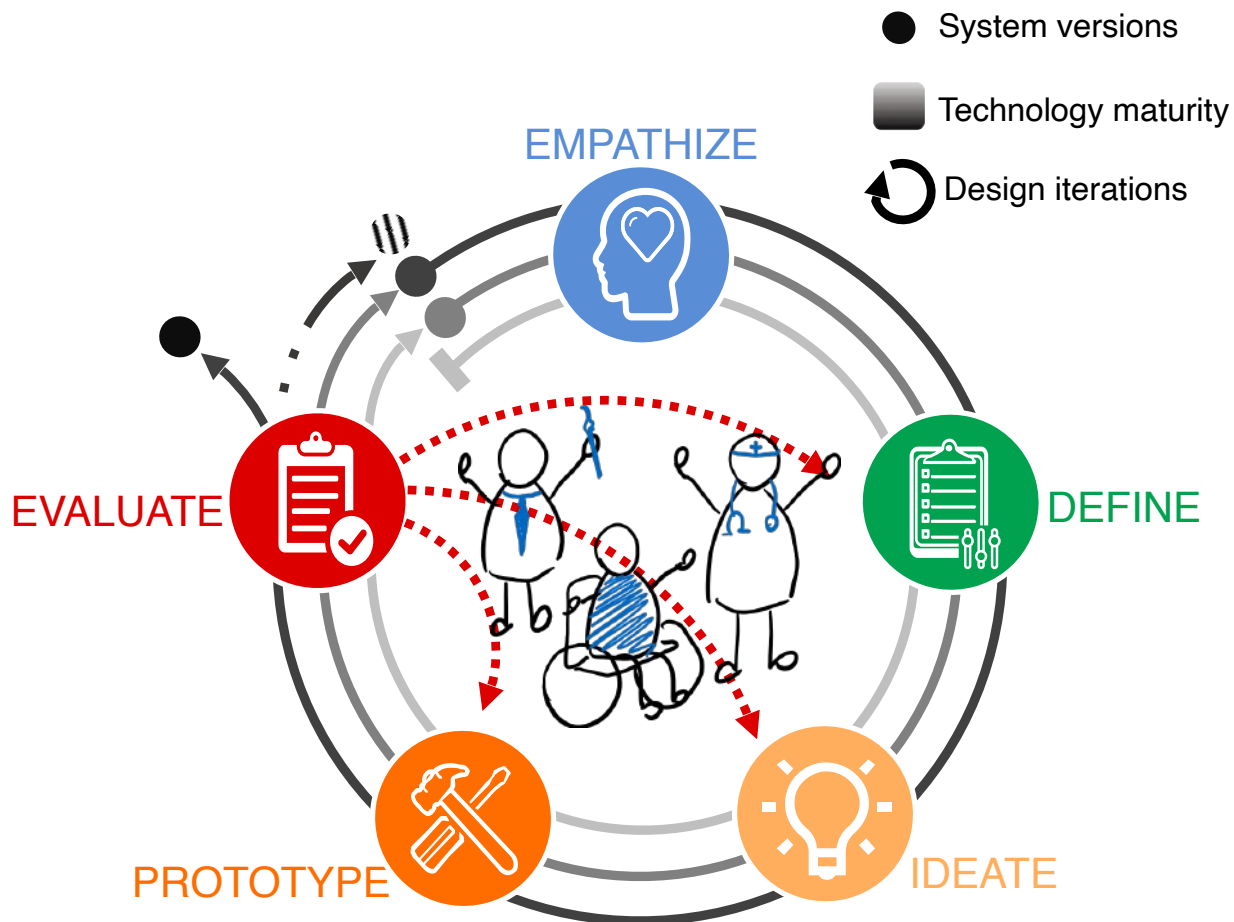 System versions
Technology maturity
Design iterations
EMPATHIZE
EVALUATE
DEFINE
PROTOTYPE
IDEATE